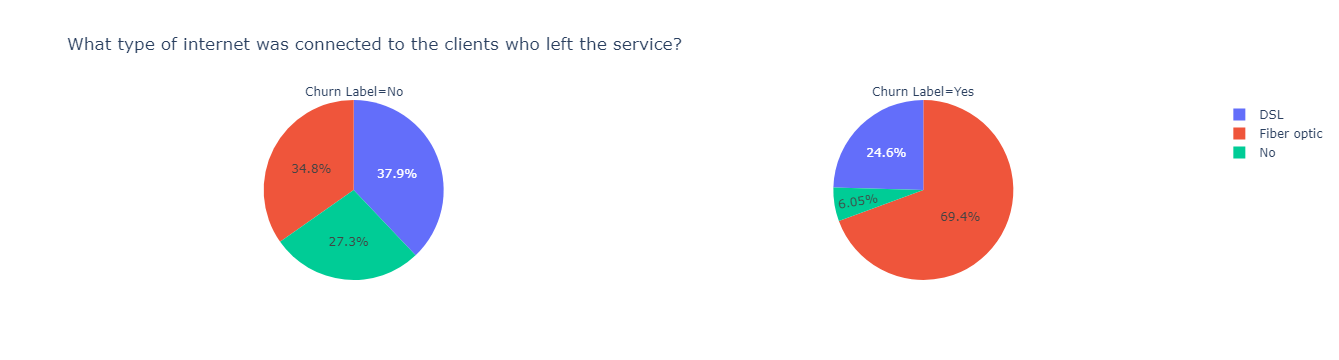 What type of internet was connected to the clients who left the service?
Churn Label=No
37.9%
34.8%
27.3%
Churn Label=Yes
24.6%
6.05%
69.4%
DSL
Fiber optic
No